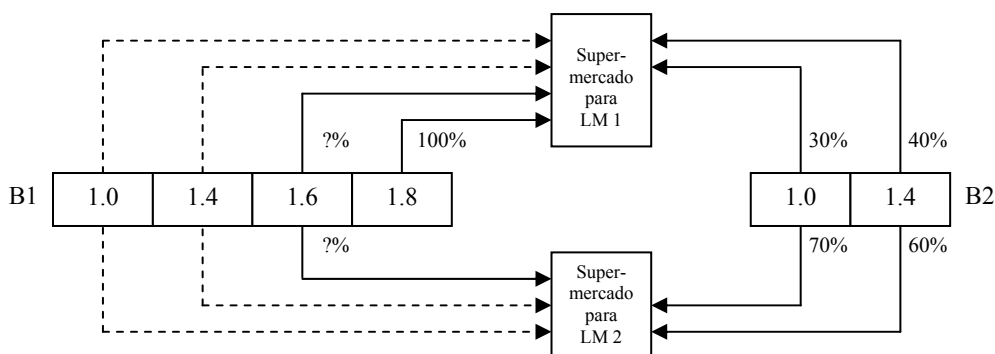 Super-
mercado
para
LM 1
?% 100% 30% 40%
B1 1.0 1.4 1.6 1.8 1.0 1.4 B2
?% 70% 60%
Super-
mercado
para
LM 2